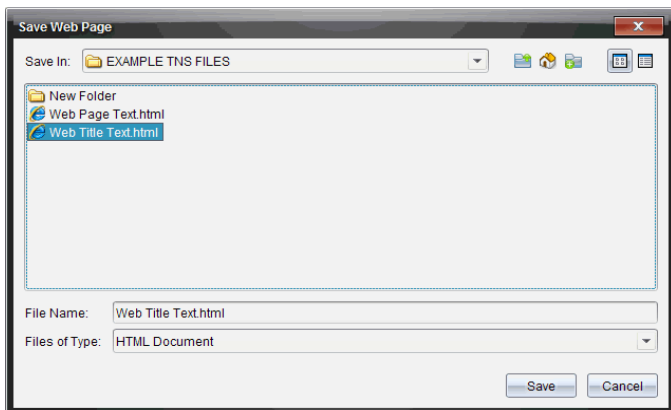 Save Web Page
x
Save In: EXAMPLE TNS FILES
New Folder
Web Page Text.html
Web Title Text.html
File Name: Web Title Text.html
Files of Type: HTML Document
Save Cancel